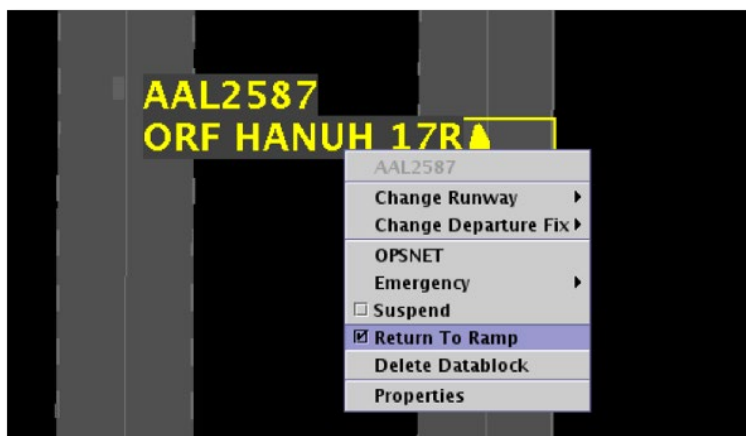 AAL2587
ORF HANUH 17R
AAL2587
Change Runway
Change Departure Fix
OPSNET
Emergency
Suspend
Return To Ramp
Delete Datablock
Properties